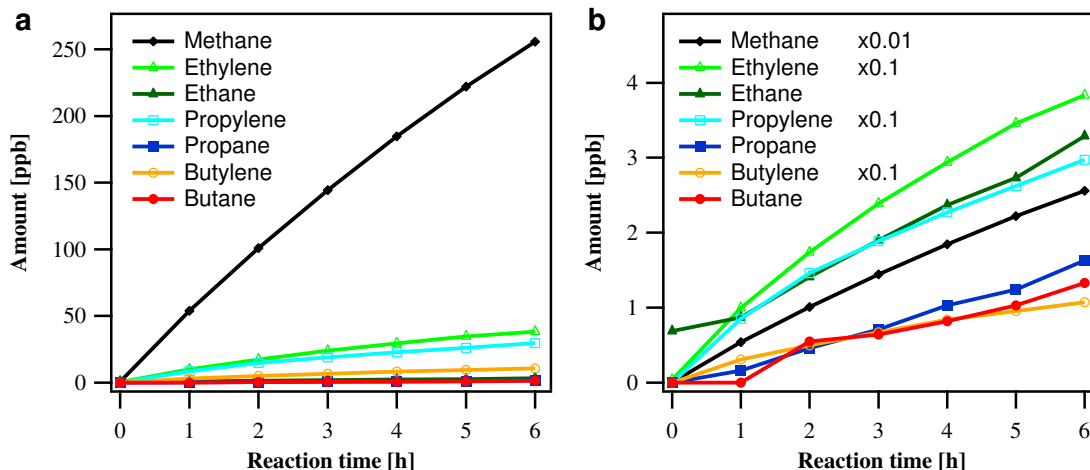 a
Amount [ppb]
250
200
150
100
50
0
Methane
Ethylene
Ethane
Propylene
Propane
Butylene
Butane
0 1 2 3 4 5 6
Reaction time [h]
b
Amount [ppb]
4
3
2
1
0
Methane x0.01
Ethylene x0.1
Ethane
Propylene x0.1
Propane
Butylene x0.1
Butane
0 1 2 3 4 5 6
Reaction time [h]